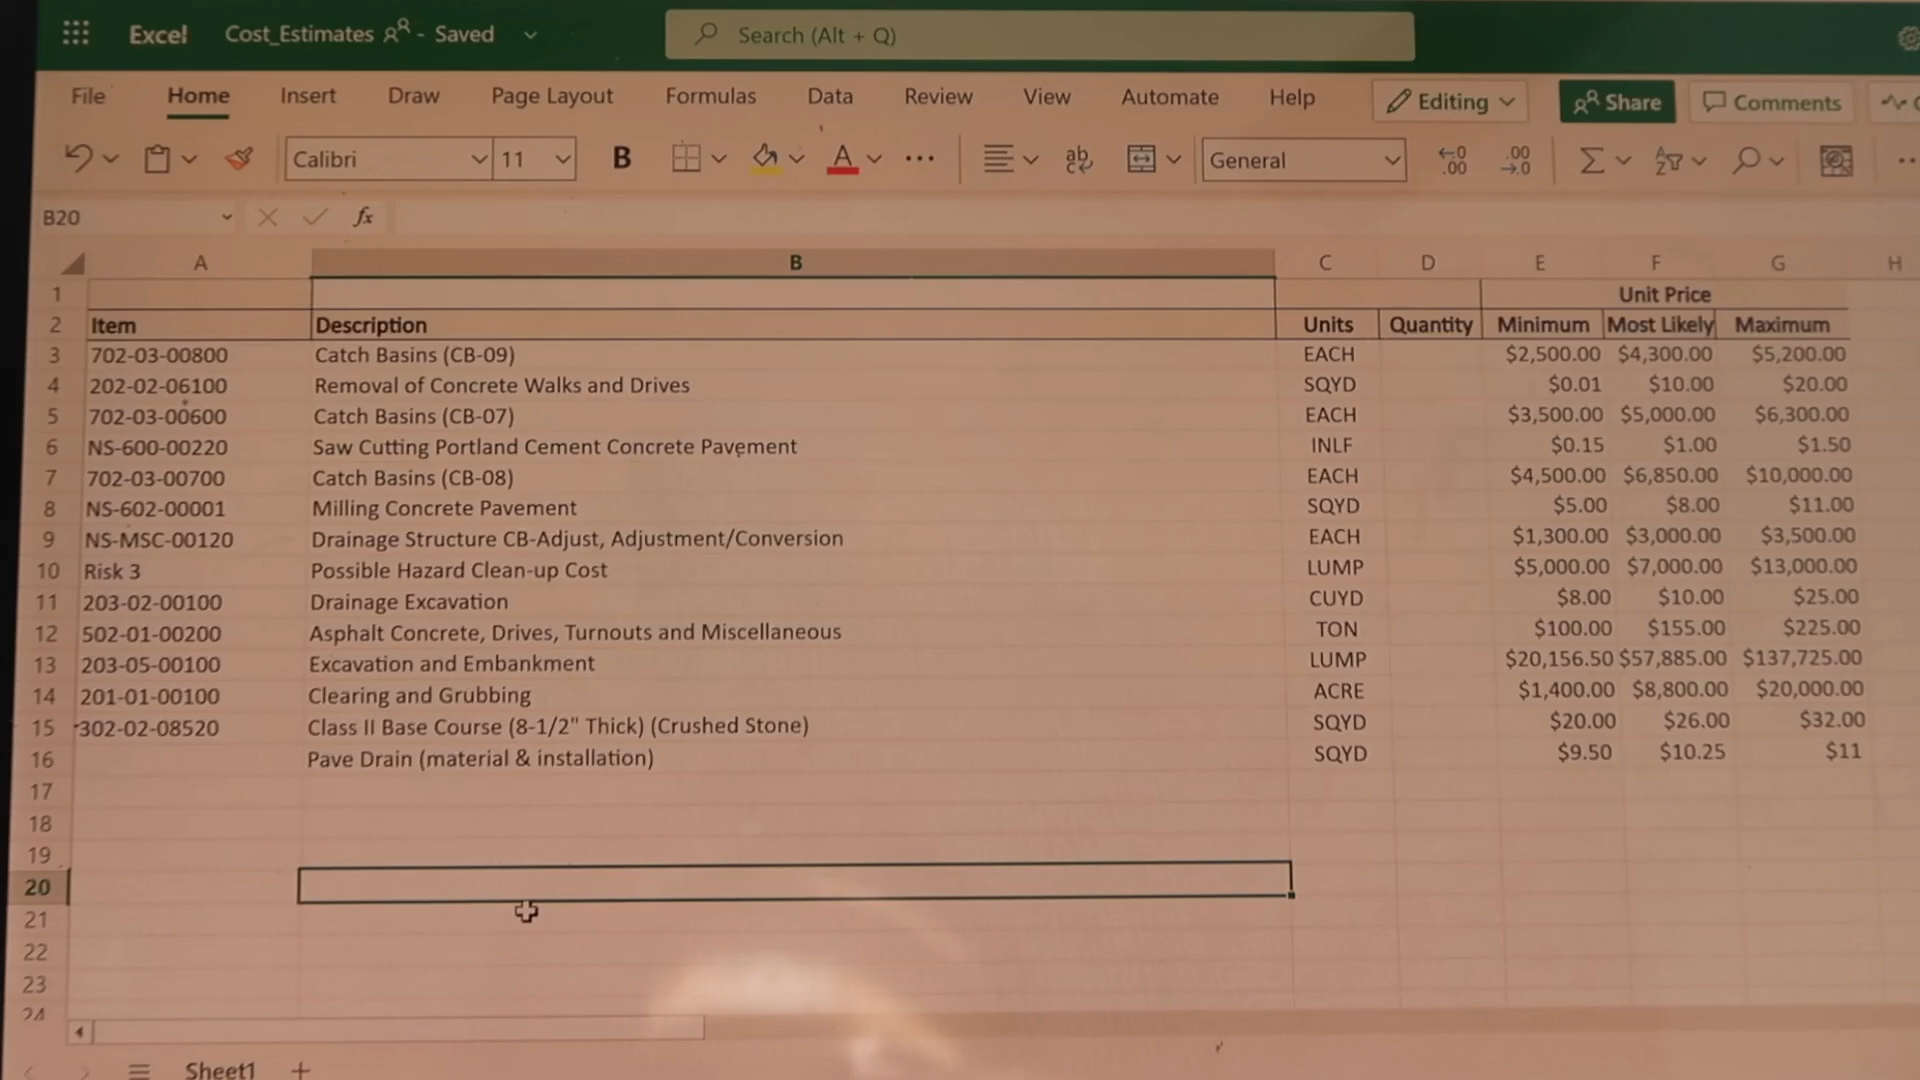 Excel Cost_Estimates - Saved Search (Alt + Q)
File Home Insert Draw Page Layout Formulas Data Review View Automate Help Editing Share Comments
Calibri 11 B A ... ab General
B20 fx
A B C D E F G H
1 Unit Price
2 Item Description Units Quantity Minimum Most Likely Maximum
3 702-03-00800 Catch Basins (CB-09) EACH $2,500.00 $4,300.00 $5,200.00
4 202-02-06100 Removal of Concrete Walks and Drives SQYD $0.01 $10.00 $20.00
5 702-03-00600 Catch Basins (CB-07) EACH $3,500.00 $5,000.00 $6,300.00
6 NS-600-00220 Saw Cutting Portland Cement Concrete Pavement INLF $0.15 $1.00 $1.50
7 702-03-00700 Catch Basins (CB-08) EACH $4,500.00 $6,850.00 $10,000.00
8 NS-602-00001 Milling Concrete Pavement SQYD $5.00 $8.00 $11.00
9 NS-MSC-00120 Drainage Structure CB-Adjust, Adjustment/Conversion EACH $1,300.00 $3,000.00 $3,500.00
10 Risk 3 Possible Hazard Clean-up Cost LUMP $5,000.00 $7,000.00 $13,000.00
11 203-02-00100 Drainage Excavation CUYD $8.00 $10.00 $25.00
12 502-01-00200 Asphalt Concrete, Drives, Turnouts and Miscellaneous TON $100.00 $155.00 $225.00
13 203-05-00100 Excavation and Embankment LUMP $20,156.50 $57,885.00 $137,725.00
14 201-01-00100 Clearing and Grubbing ACRE $1,400.00 $8,800.00 $20,000.00
15 302-02-08520 Class II Base Course (8-1/2" Thick) (Crushed Stone) SQYD $20.00 $26.00 $32.00
16 Pave Drain (material & installation) SQYD $9.50 $10.25 $11
17
18
19
20
21
22
23
24
Sheet1 +